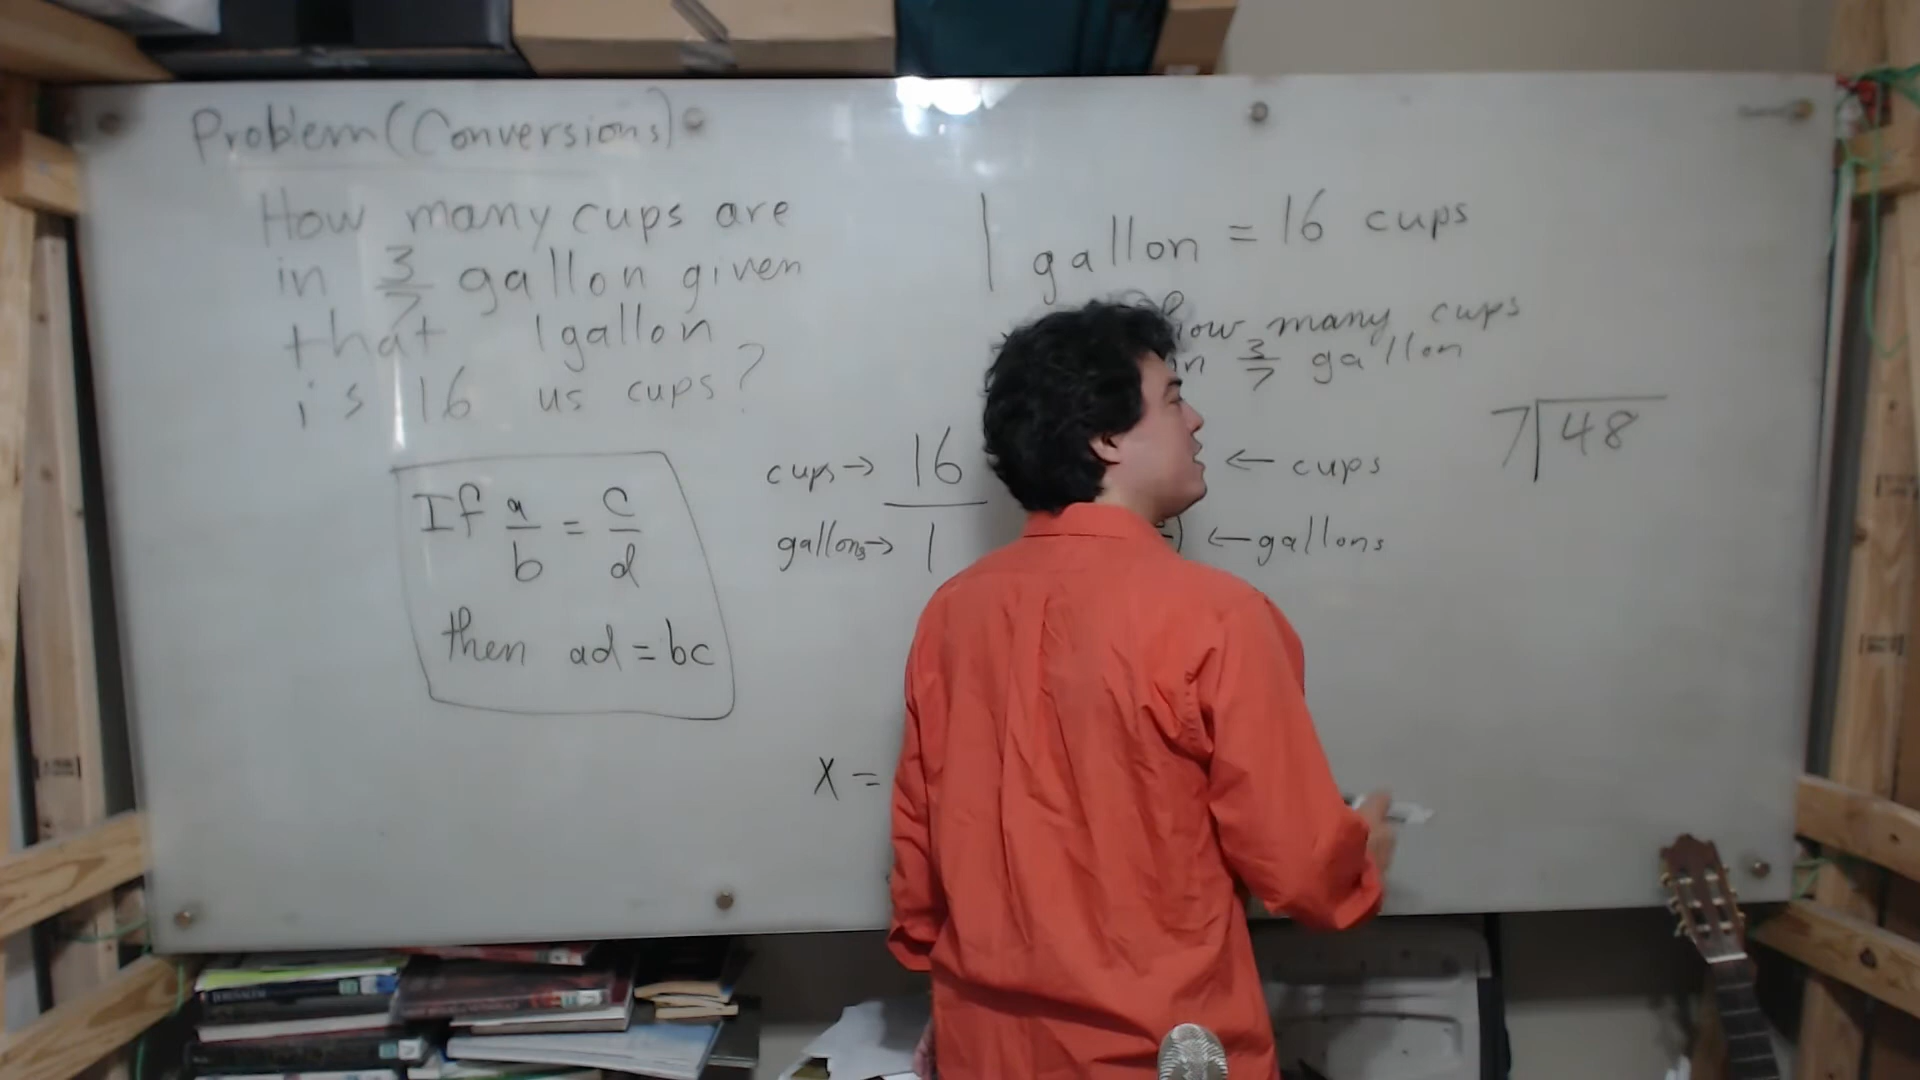 Problem (Conversions)
How many cups are
in 3/7 gallon given
that 1 gallon
is 16 us cups?
If a/b = c/d
then ad = bc
1 gallon = 16 cups
how many cups
in 3/7 gallon
cups → 16 ← cups
gallons → 1 ← gallons
x =
7 48